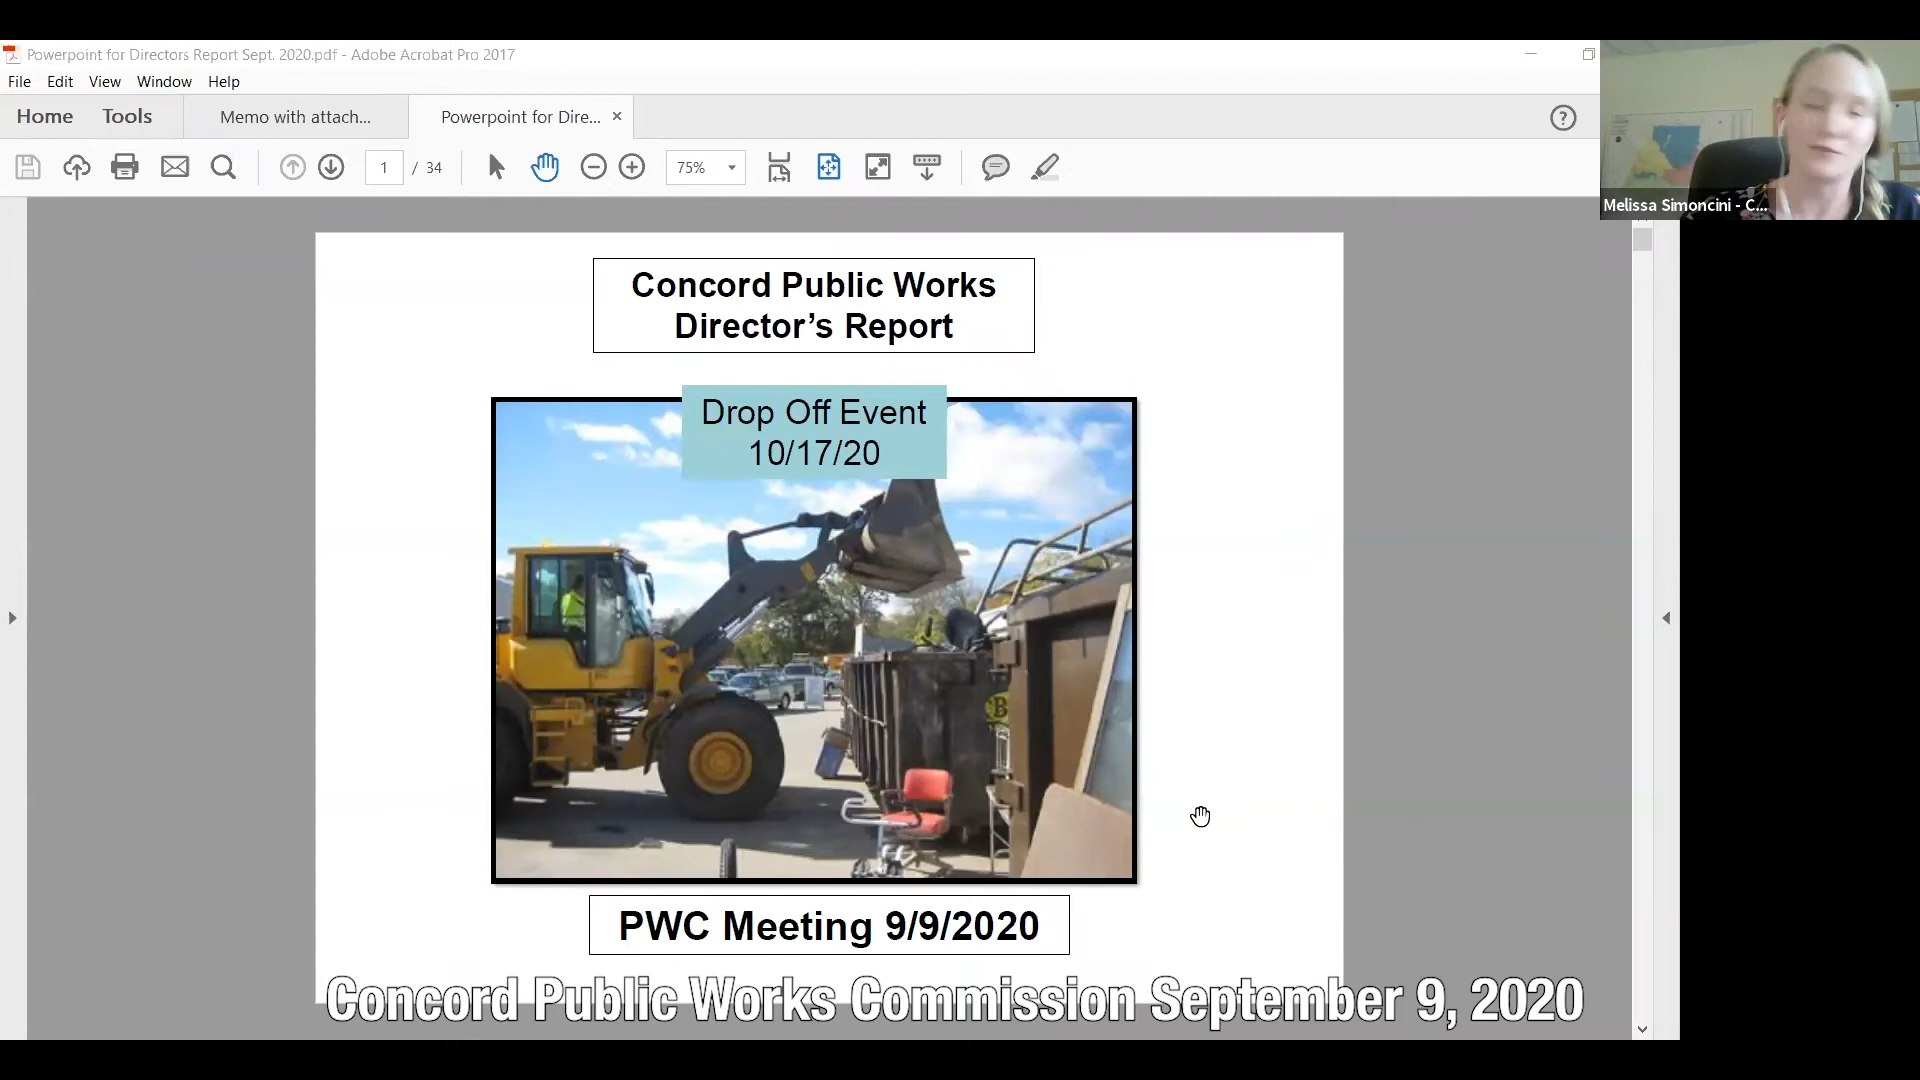 Powerpoint for Directors Report Sept. 2020.pdf - Adobe Acrobat Pro 2017
File Edit View Window Help
Home Tools Memo with attach... Powerpoint for Dire... ×
1 / 34 75%
Melissa Simoncini - C...
Concord Public Works
Director’s Report
Drop Off Event
10/17/20
B
PWC Meeting 9/9/2020
Concord Public Works Commission September 9, 2020